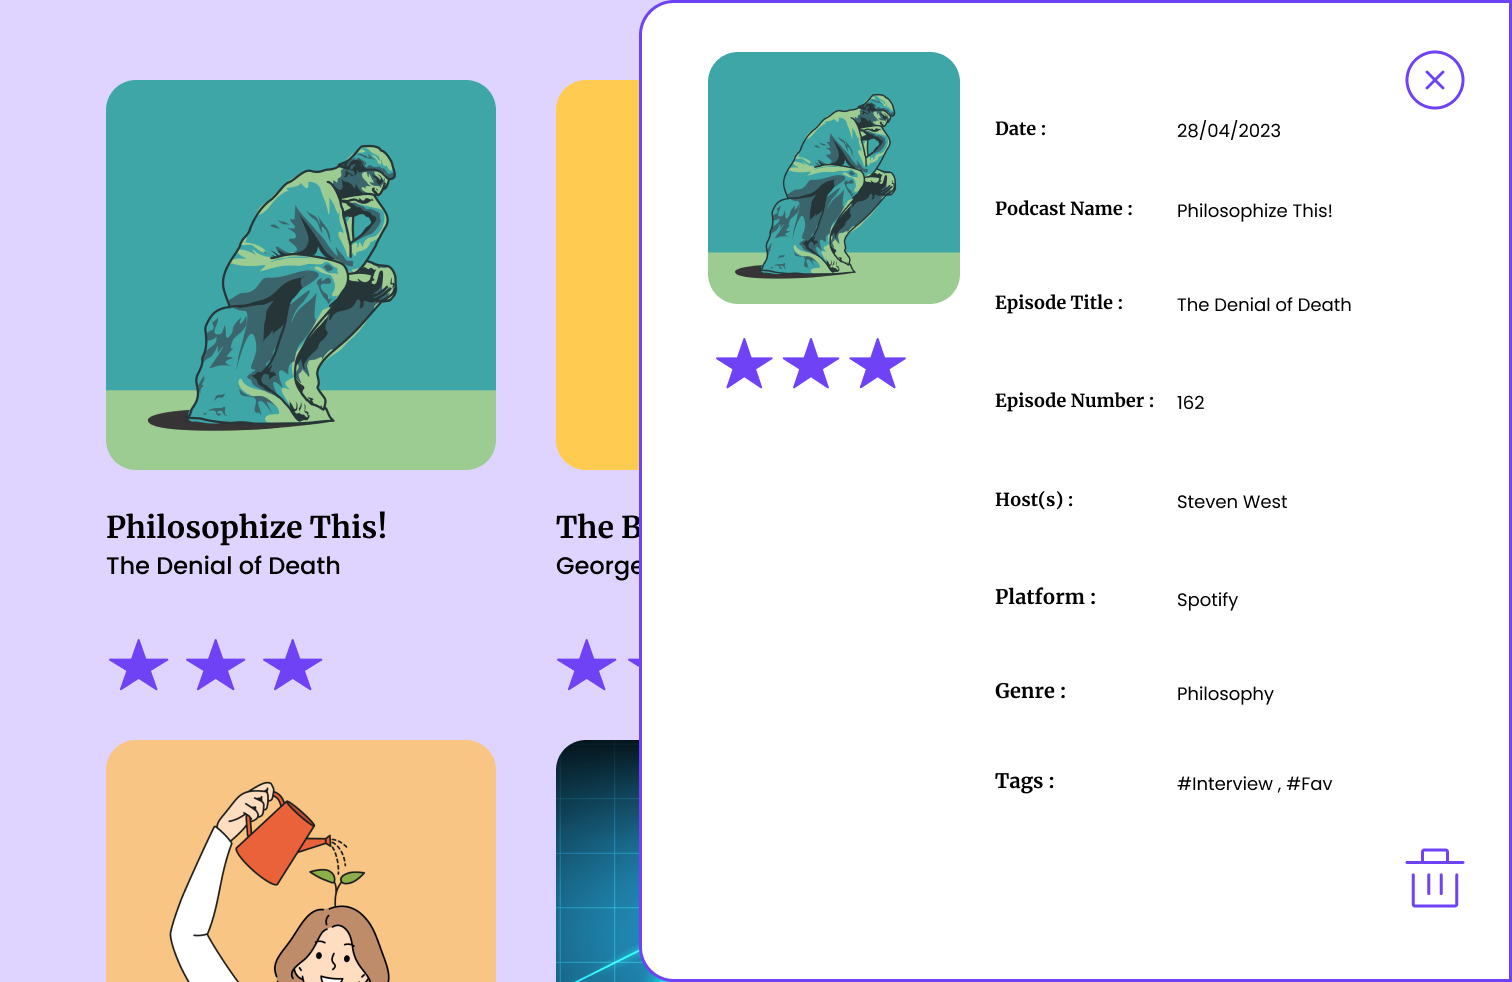 Philosophize This!
The Denial of Death
The B
George
Date : 28/04/2023
Podcast Name : Philosophize This!
Episode Title : The Denial of Death
Episode Number : 162
Host(s) : Steven West
Platform : Spotify
Genre : Philosophy
Tags : #Interview , #Fav